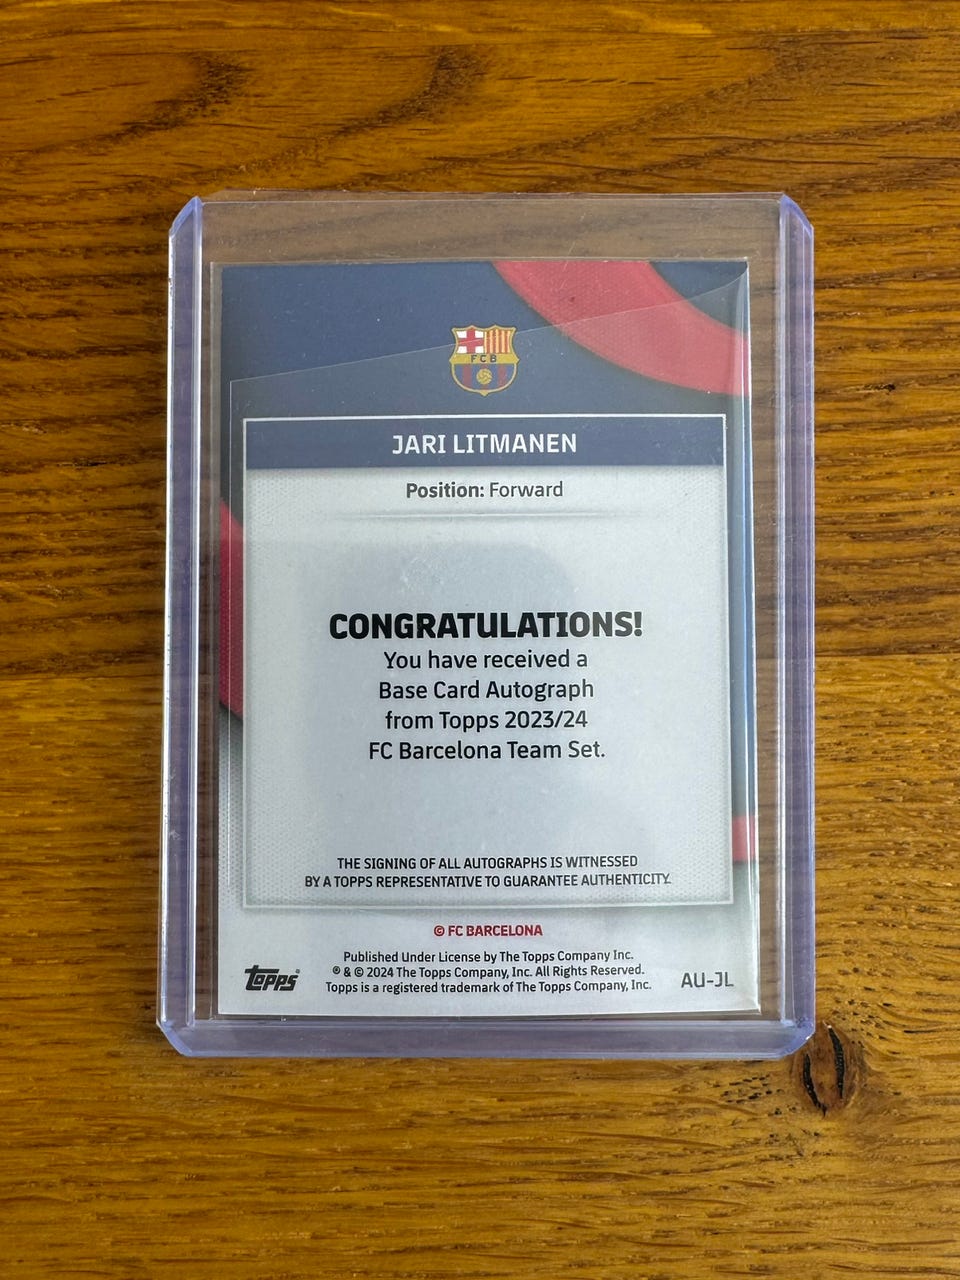 FCB
JARI LITMANEN
Position: Forward
CONGRATULATIONS!
You have received a
Base Card Autograph
from Topps 2023/24
FC Barcelona Team Set.
THE SIGNING OF ALL AUTOGRAPHS IS WITNESSED
BY A TOPPS REPRESENTATIVE TO GUARANTEE AUTHENTICITY.
© FC BARCELONA
Published Under License by The Topps Company Inc.
® & © 2024 The Topps Company, Inc. All Rights Reserved.
Topps is a registered trademark of The Topps Company, Inc.
topps®
AU-JL